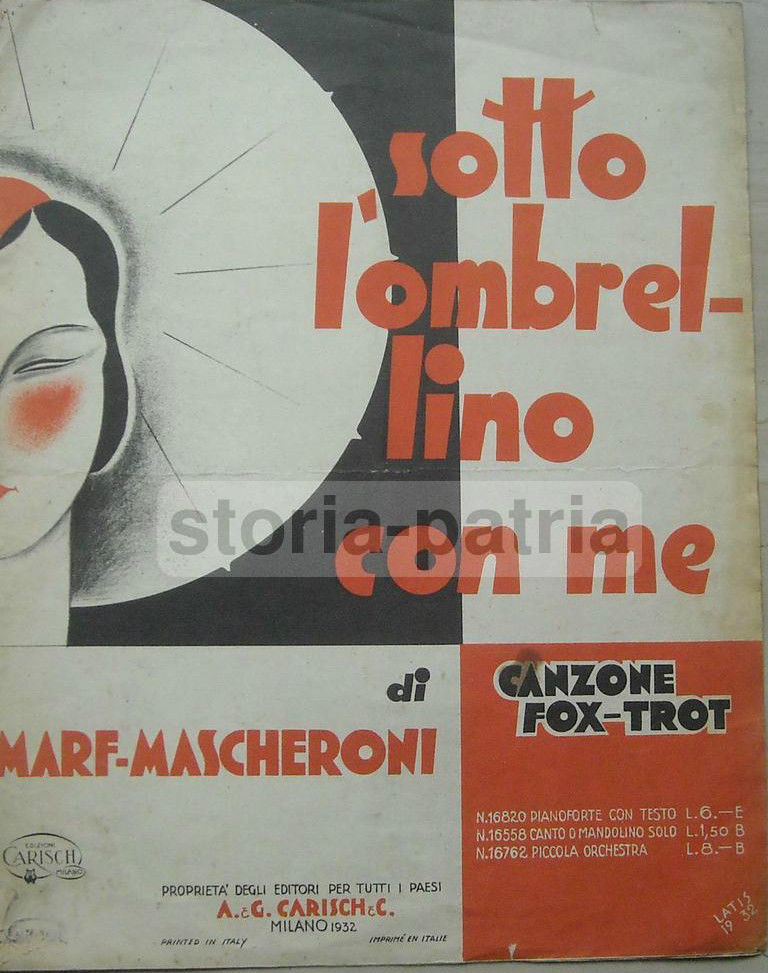 sotto
l'ombrel-
lino
con me
storia-patria
di
MARF-MASCHERONI
CANZONE
FOX-TROT
N.16820 PIANOFORTE CON TESTO L.6.—E
N.16558 CANTO O MANDOLINO SOLO L.1,50 B
N.16762 PICCOLA ORCHESTRA L.8.—B
EDIZIONI
CARISCH
MILANO
PROPRIETA' DEGLI EDITORI PER TUTTI I PAESI
A.&G. CARISCH&C.
MILANO 1932
PRINTED IN ITALY
IMPRIMÉ EN ITALIE
LATIS
1932